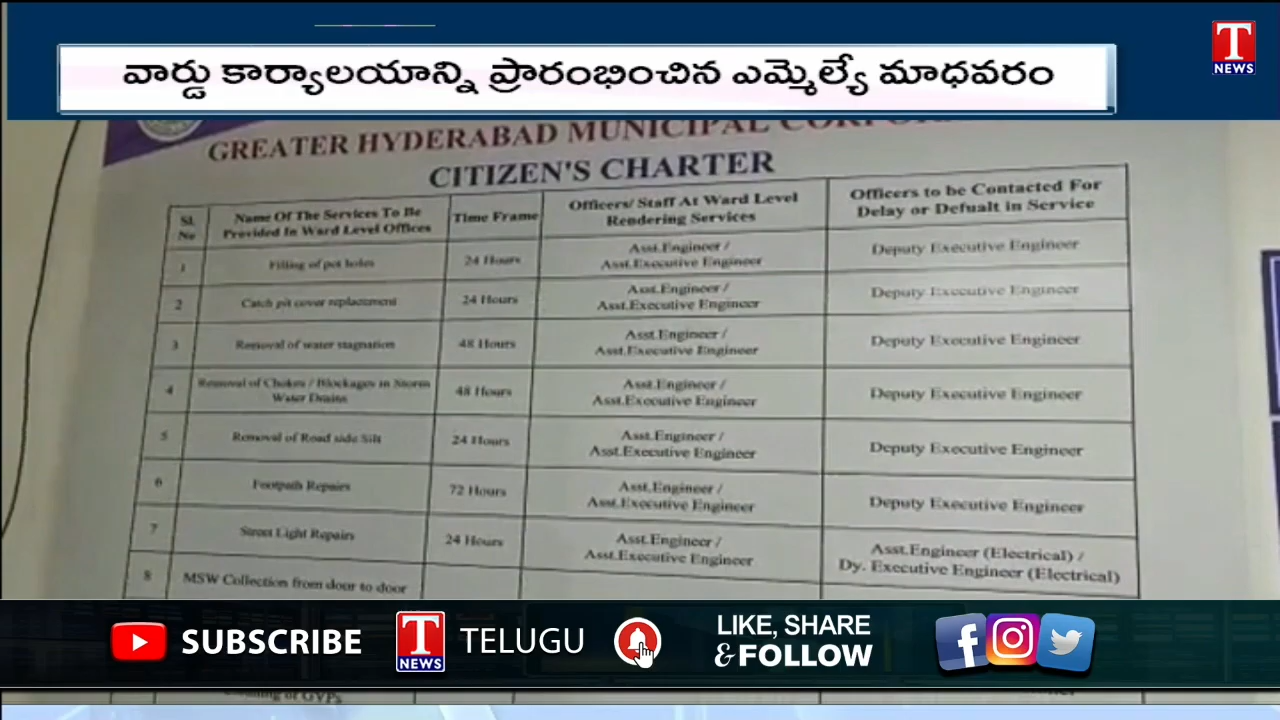 వార్డు కార్యాలయాన్ని ప్రారంభించిన ఎమ్మెల్యే మాధవరం
T
NEWS
GREATER HYDERABAD MUNICIPAL
CITIZEN'S CHARTER
Sl. No
Name Of The Services To Be
Provided In Ward Level Offices
Time Frame
Officers/ Staff At Ward Level
Rendering Services
Officers to be Contacted For
Delay or Defualt in Service
1
Filling of pot holes
24 Hours
Asst.Engineer /
Asst.Executive Engineer
Deputy Executive Engineer
2
Catch pit cover replacement
24 Hours
Asst.Engineer /
Asst.Executive Engineer
Deputy Executive Engineer
3
Removal of water stagnation
48 Hours
Asst.Engineer /
Asst.Executive Engineer
Deputy Executive Engineer
4
Removal of Chokes / Blockages in Storm
Water Drains
48 Hours
Asst.Engineer /
Asst.Executive Engineer
Deputy Executive Engineer
5
Removal of Road side Silt
24 Hours
Asst.Engineer /
Asst.Executive Engineer
Deputy Executive Engineer
6
Footpath Repairs
72 Hours
Asst.Engineer /
Asst.Executive Engineer
Deputy Executive Engineer
7
Street Light Repairs
24 Hours
Asst.Engineer /
Asst.Executive Engineer
Asst.Engineer (Electrical) /
Dy. Executive Engineer (Electrical)
8
MSW Collection from door to door
SUBSCRIBE
T
NEWS
TELUGU
LIKE, SHARE
& FOLLOW
of GVPs